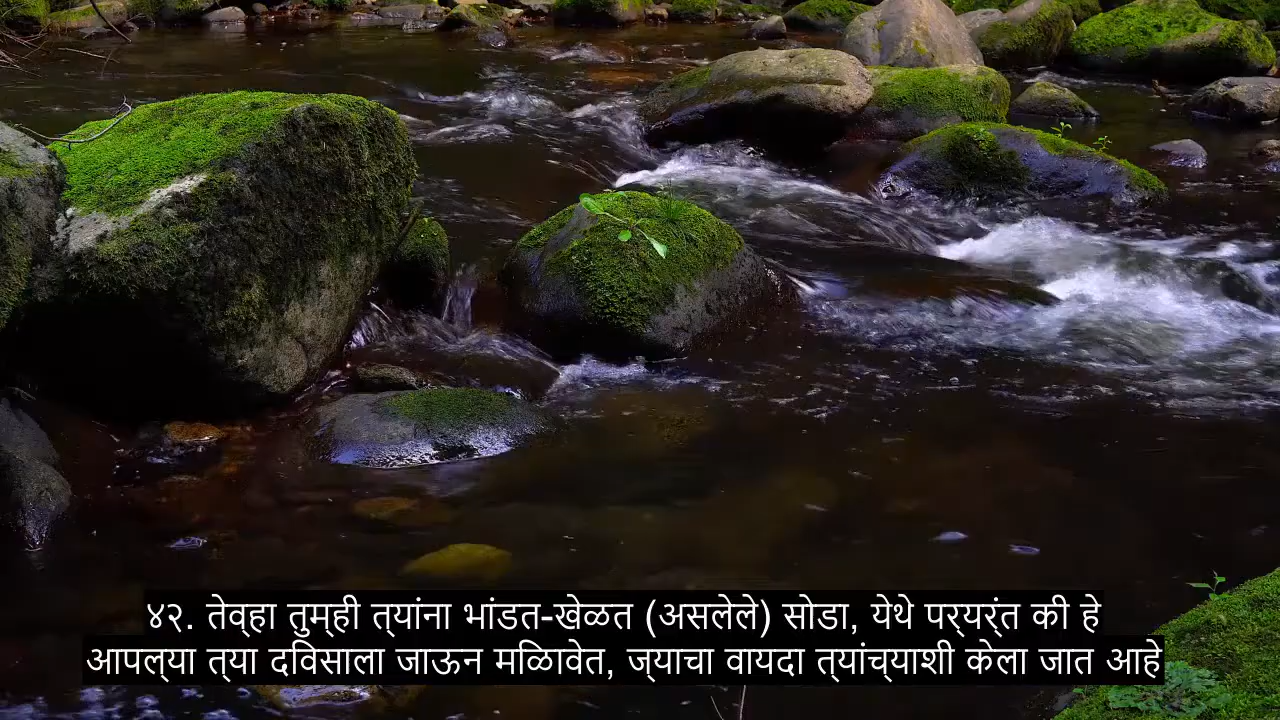 ४२. तेव्हा तुम्ही त्यांना भांडत-खेळत (असलेले) सोडा, येथे पर्यर्ंत की हे
आपल्या त्या दिवसाला जाऊन मळिावेत, ज्याचा वायदा त्यांच्याशी केला जात आहे